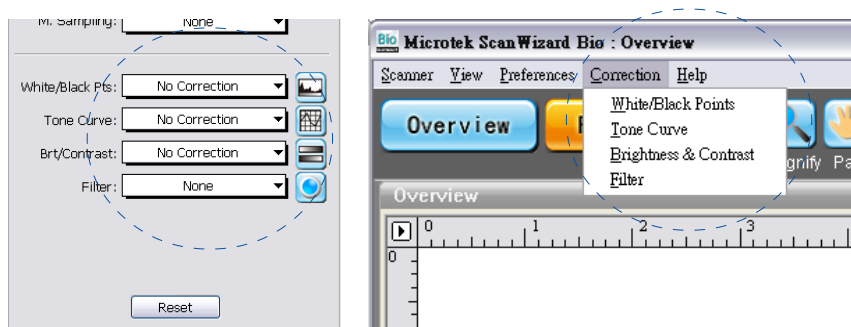 M. Sampling: None
White/Black Pts: No Correction
Tone Curve: No Correction
Brt/Contrast: No Correction
Filter: None
Reset
Bio Microtek ScanWizard Bio : Overview
Scanner View Preferences Correction Help
White/Black Points
Tone Curve
Brightness & Contrast
Filter
Overview
gnify Pa
Overview
0 1 2 3
0